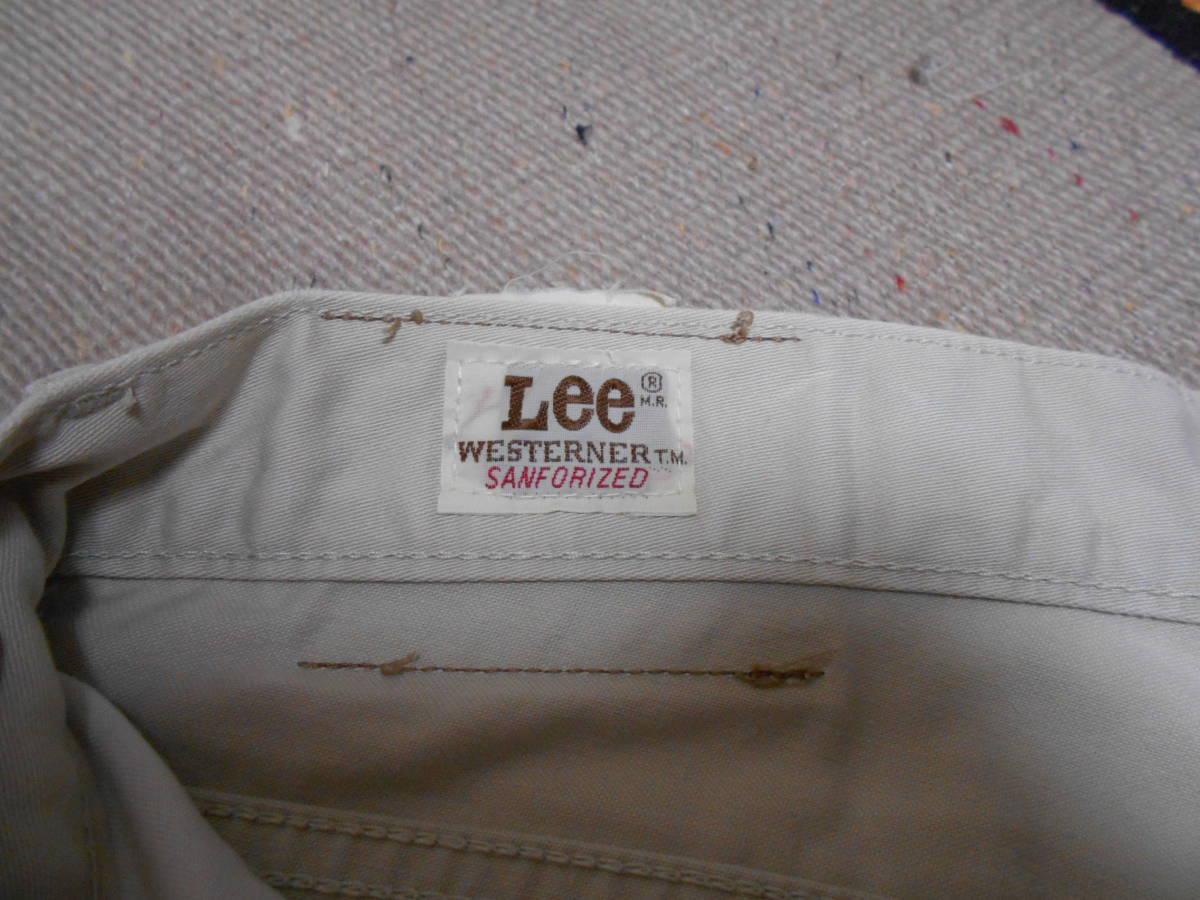 Lee®
M.R.
WESTERNER T.M.
SANFORIZED